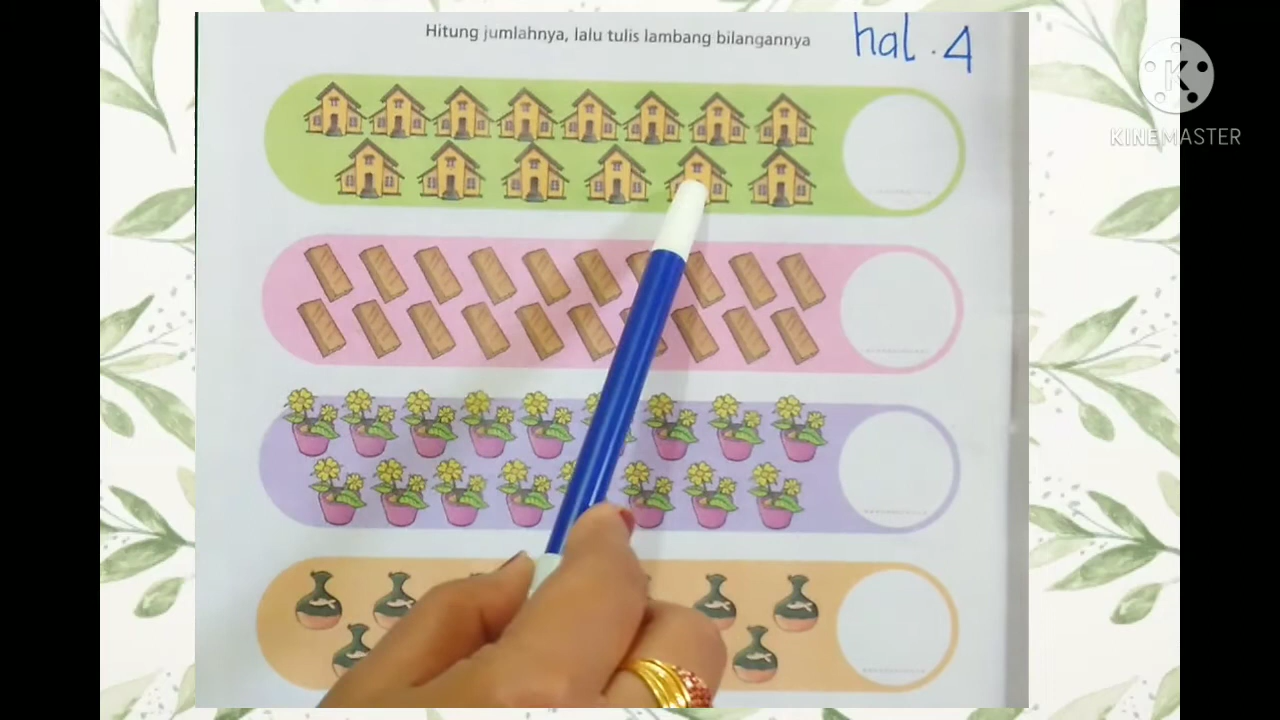 Hitung jumlahnya, lalu tulis lambang bilangannya
hal. 4
K
KINEMASTER